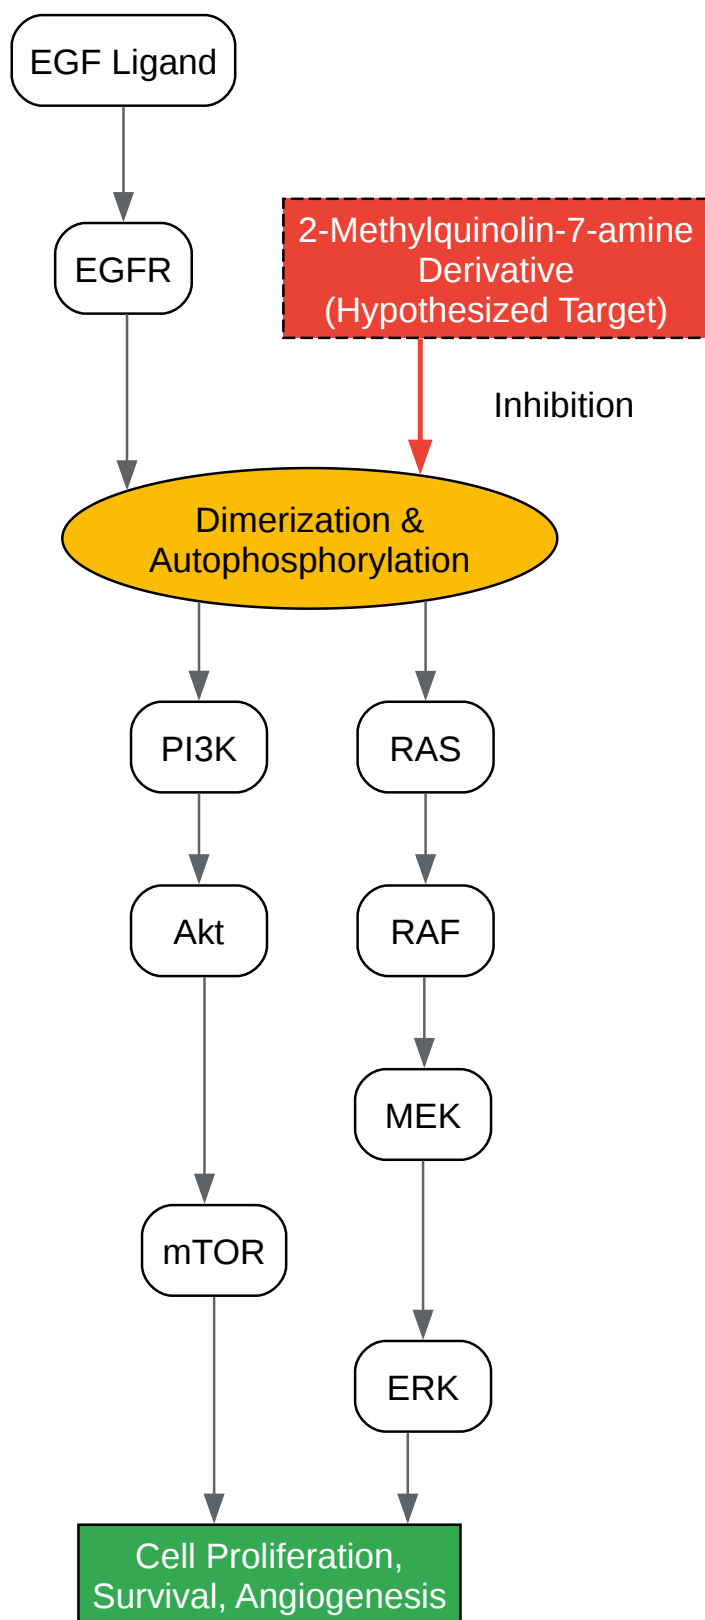 EGF Ligand
EGFR
2-Methylquinolin-7-amine
Derivative
(Hypothesized Target)
Inhibition
Dimerization &
Autophosphorylation
PI3K
RAS
Akt
RAF
MEK
mTOR
ERK
Cell Proliferation,
Survival, Angiogenesis